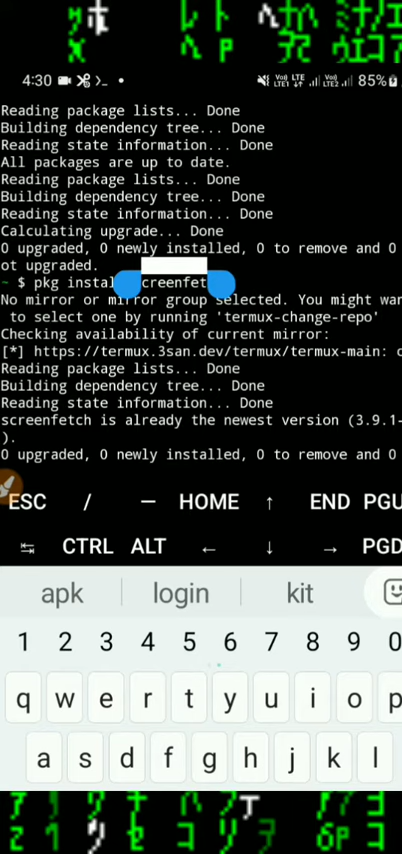 4:30 85%
Reading package lists... Done
Building dependency tree... Done
Reading state information... Done
All packages are up to date.
Reading package lists... Done
Building dependency tree... Done
Reading state information... Done
Calculating upgrade... Done
0 upgraded, 0 newly installed, 0 to remove and 0
ot upgraded.
~ $ pkg instal creenfet
No mirror or mirror group selected. You might wan
to select one by running 'termux-change-repo'
Checking availability of current mirror:
[*] https://termux.3san.dev/termux/termux-main: o
Reading package lists... Done
Building dependency tree... Done
Reading state information... Done
screenfetch is already the newest version (3.9.1-
).
0 upgraded, 0 newly installed, 0 to remove and 0
ESC / — HOME ↑ END PGU
↹ CTRL ALT ← ↓ → PGD
apk login kit
1 2 3 4 5 6 7 8 9 0
q w e r t y u i o p
a s d f g h j k l